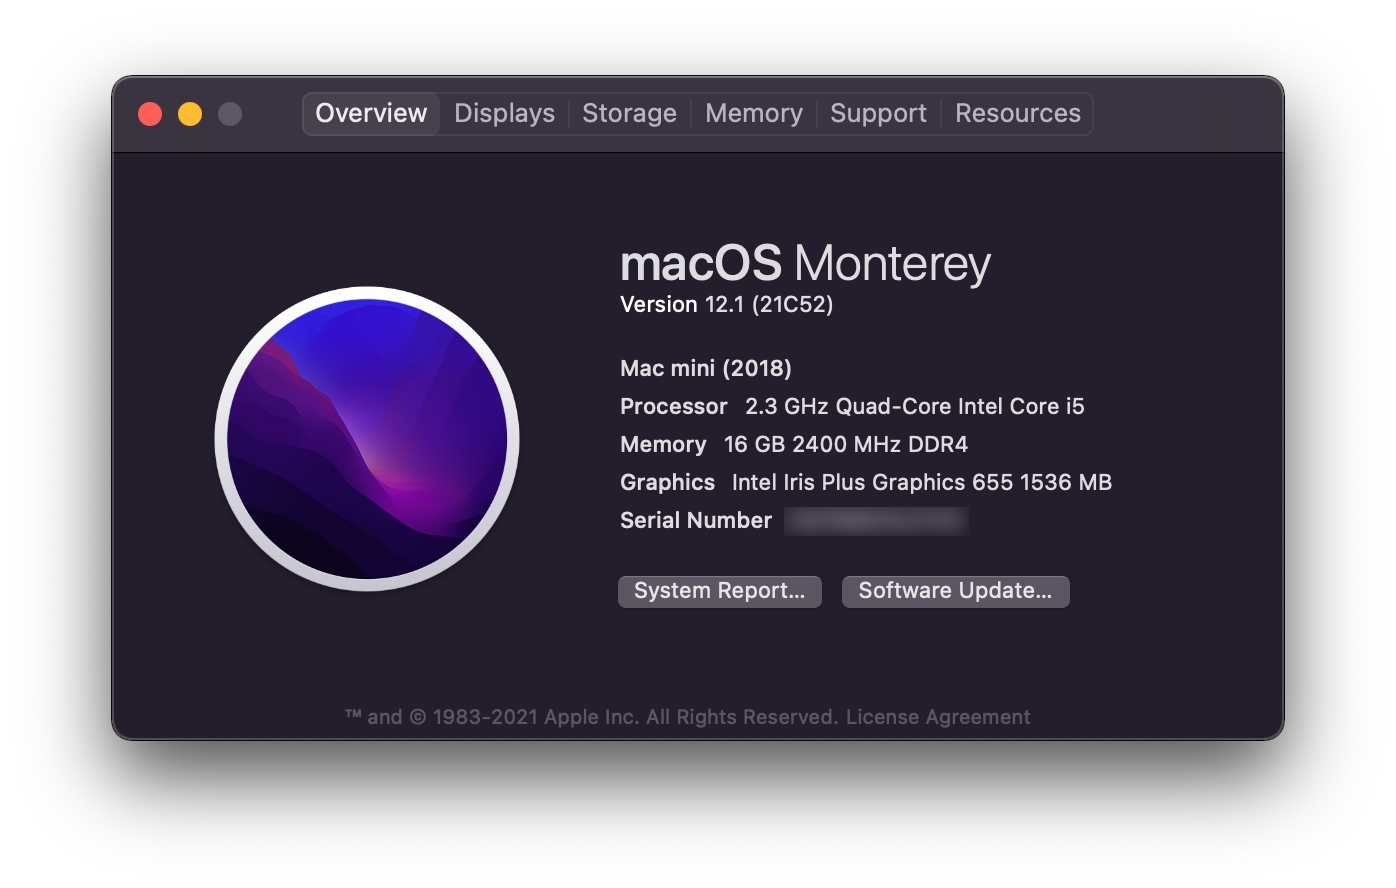 Overview Displays Storage Memory Support Resources
macOS Monterey
Version 12.1 (21C52)
Mac mini (2018)
Processor 2.3 GHz Quad-Core Intel Core i5
Memory 16 GB 2400 MHz DDR4
Graphics Intel Iris Plus Graphics 655 1536 MB
Serial Number
System Report... Software Update...
™ and © 1983-2021 Apple Inc. All Rights Reserved. License Agreement